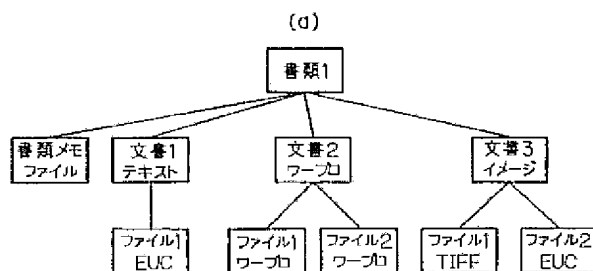 (a)
書類1
書類メモ
ファイル
文書1
テキスト
文書2
ワープロ
文書3
イメージ
ファイル1
EUC
ファイル1
ワープロ
ファイル2
ワープロ
ファイル1
TIFF
ファイル2
EUC